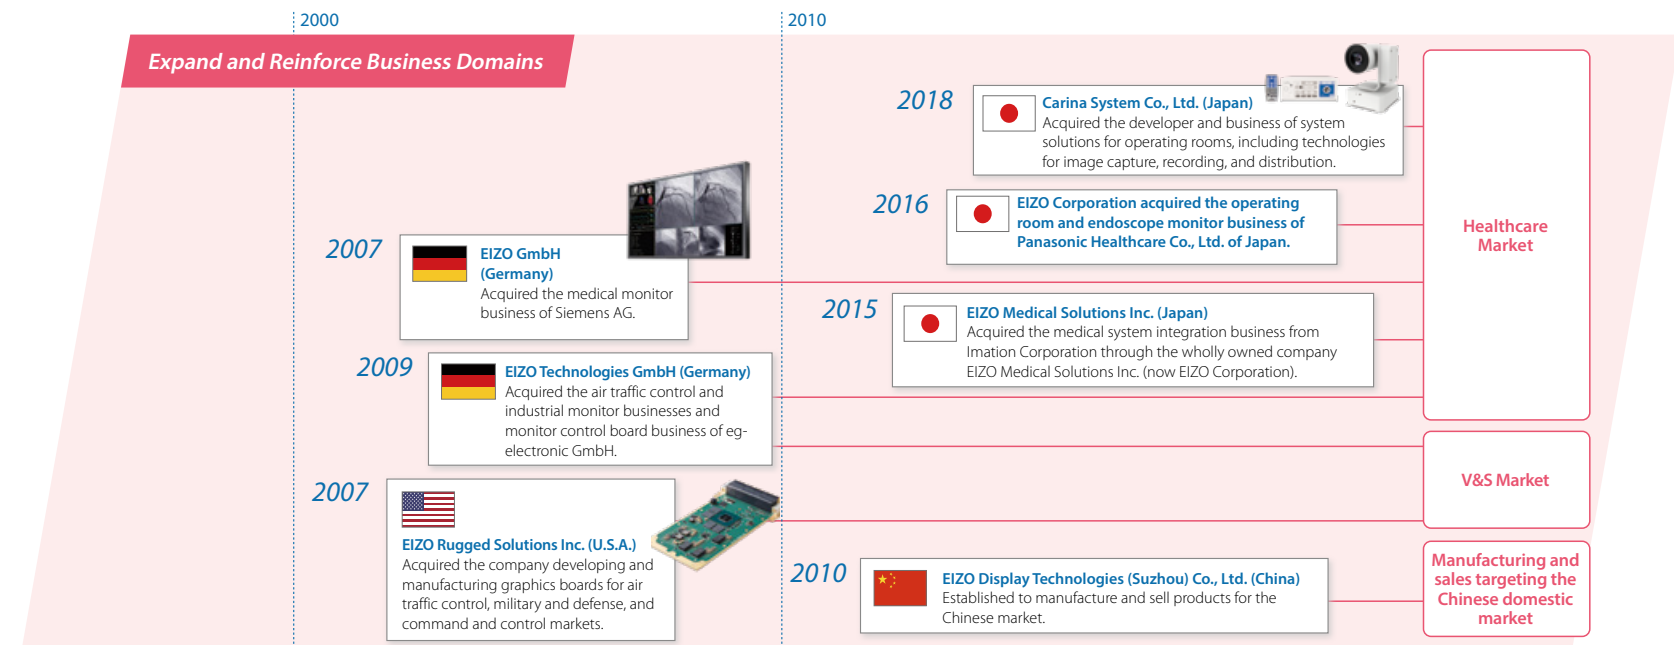 2000
2010
Expand and Reinforce Business Domains
2018
Carina System Co., Ltd. (Japan)
Acquired the developer and business of system
solutions for operating rooms, including technologies
for image capture, recording, and distribution.
2016
EIZO Corporation acquired the operating
room and endoscope monitor business of
Panasonic Healthcare Co., Ltd. of Japan.
Healthcare
Market
2007
EIZO GmbH
(Germany)
Acquired the medical monitor
business of Siemens AG.
2015
EIZO Medical Solutions Inc. (Japan)
Acquired the medical system integration business from
Imation Corporation through the wholly owned company
EIZO Medical Solutions Inc. (now EIZO Corporation).
2009
EIZO Technologies GmbH (Germany)
Acquired the air traffic control and
industrial monitor businesses and
monitor control board business of eg-
electronic GmbH.
V&S Market
2007
EIZO Rugged Solutions Inc. (U.S.A.)
Acquired the company developing and
manufacturing graphics boards for air
traffic control, military and defense, and
command and control markets.
2010
EIZO Display Technologies (Suzhou) Co., Ltd. (China)
Established to manufacture and sell products for the
Chinese market.
Manufacturing and
sales targeting the
Chinese domestic
market